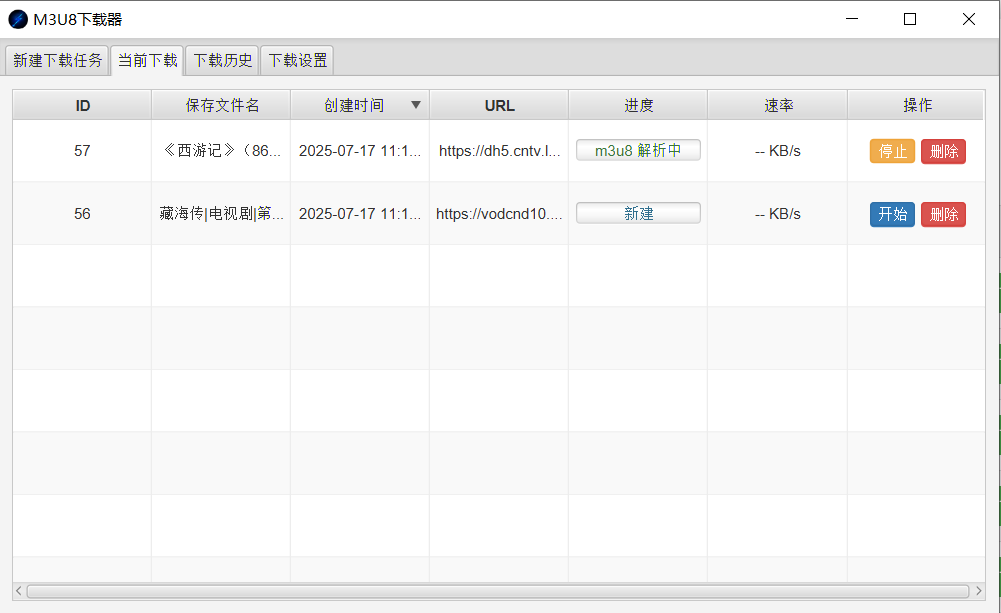 M3U8下载器
新建下载任务 当前下载 下载历史 下载设置
ID 保存文件名 创建时间 URL 进度 速率 操作
57 《西游记》（86... 2025-07-17 11:1... https://dh5.cntv.l... m3u8 解析中 -- KB/s 停止 删除
56 藏海传|电视剧|第... 2025-07-17 11:1... https://vodcnd10.... 新建 -- KB/s 开始 删除